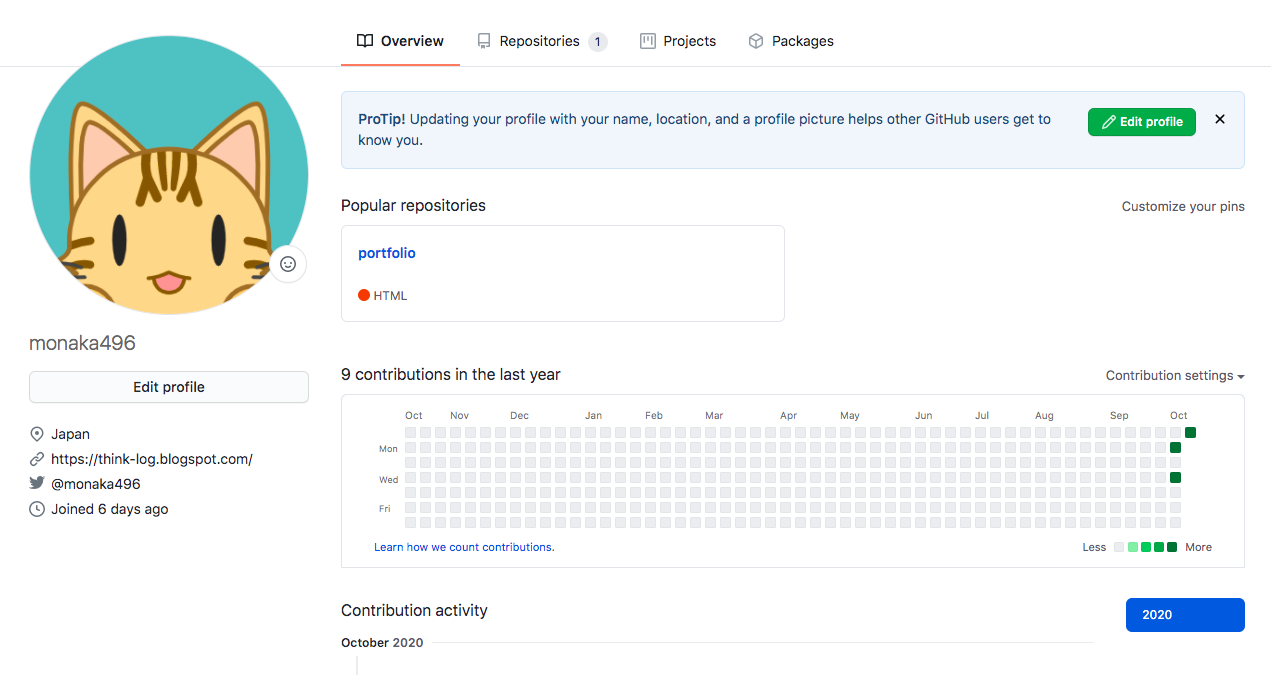 Overview Repositories 1 Projects Packages
ProTip! Updating your profile with your name, location, and a profile picture helps other GitHub users get to
know you.
Edit profile
Popular repositories
Customize your pins
portfolio
HTML
monaka496
Edit profile
Japan
https://think-log.blogspot.com/
@monaka496
Joined 6 days ago
9 contributions in the last year
Contribution settings
Oct Nov Dec Jan Feb Mar Apr May Jun Jul Aug Sep Oct
Mon
Wed
Fri
Learn how we count contributions.
Less More
Contribution activity
2020
October 2020